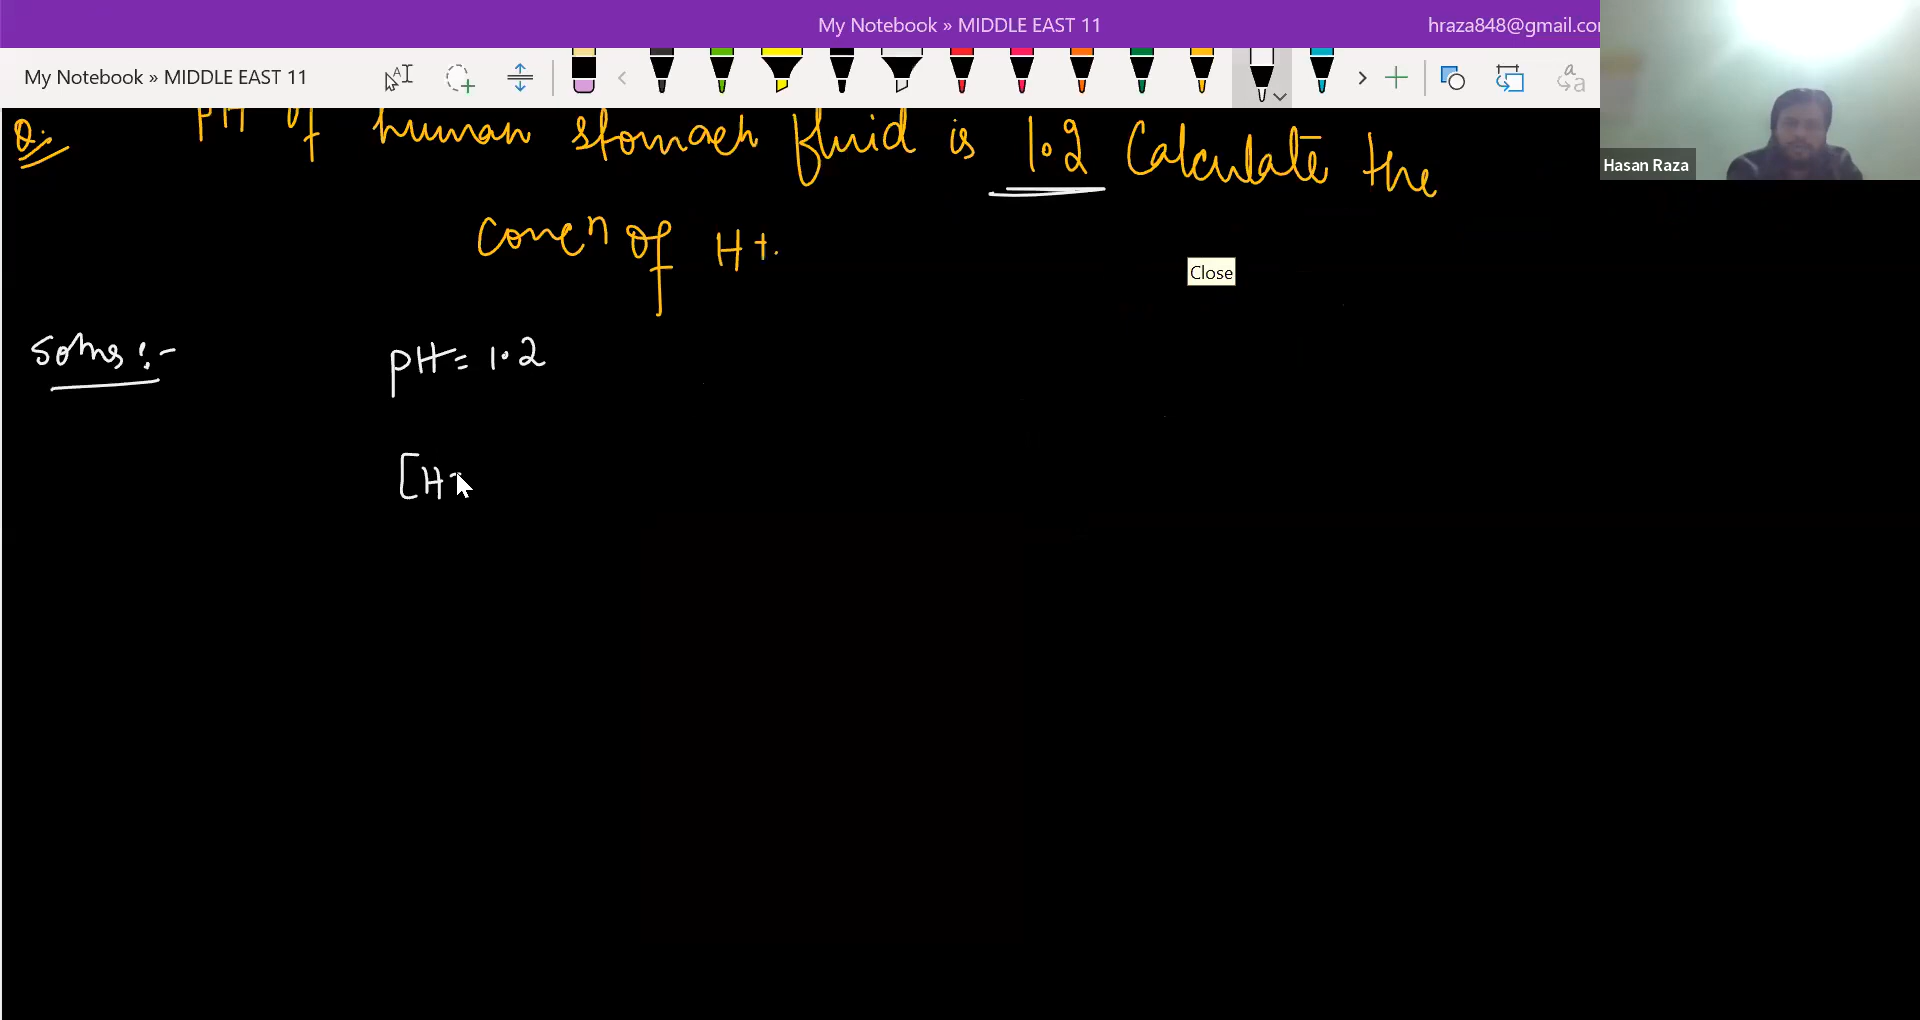 My Notebook » MIDDLE EAST 11
hraza848@gmail.co
My Notebook » MIDDLE EAST 11
Hasan Raza
Q:- pH of human stomach fluid is 1.2 Calculate the
concn of H+.
Close
Solns:-
pH = 1.2
[H+